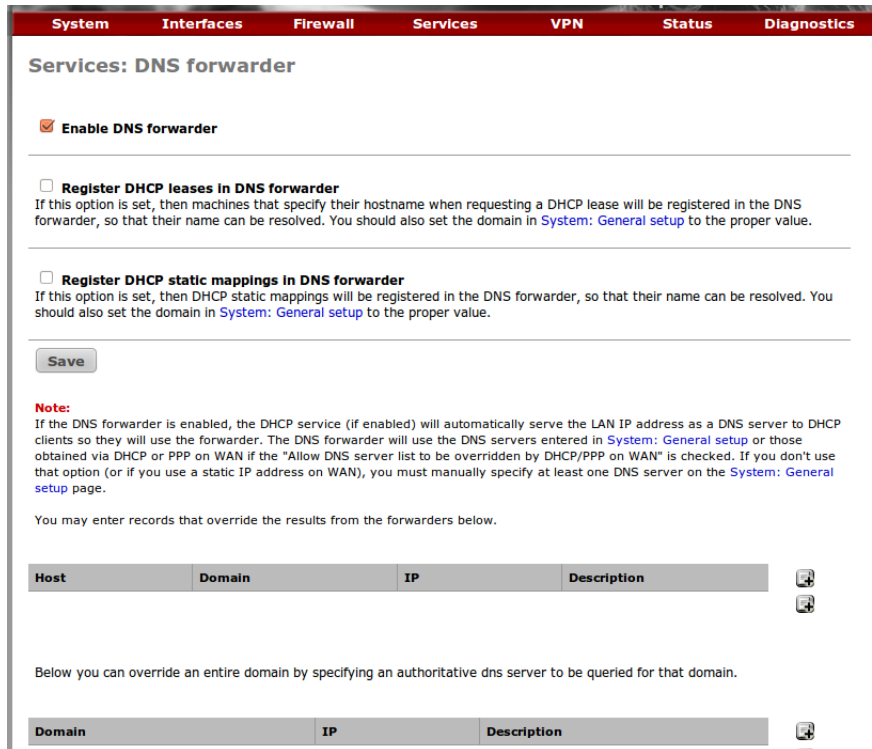 System Interfaces Firewall Services VPN Status Diagnostics
Services: DNS forwarder
Enable DNS forwarder
Register DHCP leases in DNS forwarder
If this option is set, then machines that specify their hostname when requesting a DHCP lease will be registered in the DNS
forwarder, so that their name can be resolved. You should also set the domain in System: General setup to the proper value.
Register DHCP static mappings in DNS forwarder
If this option is set, then DHCP static mappings will be registered in the DNS forwarder, so that their name can be resolved. You
should also set the domain in System: General setup to the proper value.
Save
Note:
If the DNS forwarder is enabled, the DHCP service (if enabled) will automatically serve the LAN IP address as a DNS server to DHCP
clients so they will use the forwarder. The DNS forwarder will use the DNS servers entered in System: General setup or those
obtained via DHCP or PPP on WAN if the "Allow DNS server list to be overridden by DHCP/PPP on WAN" is checked. If you don't use
that option (or if you use a static IP address on WAN), you must manually specify at least one DNS server on the System: General
setup page.
You may enter records that override the results from the forwarders below.
Host Domain IP Description
Below you can override an entire domain by specifying an authoritative dns server to be queried for that domain.
Domain IP Description